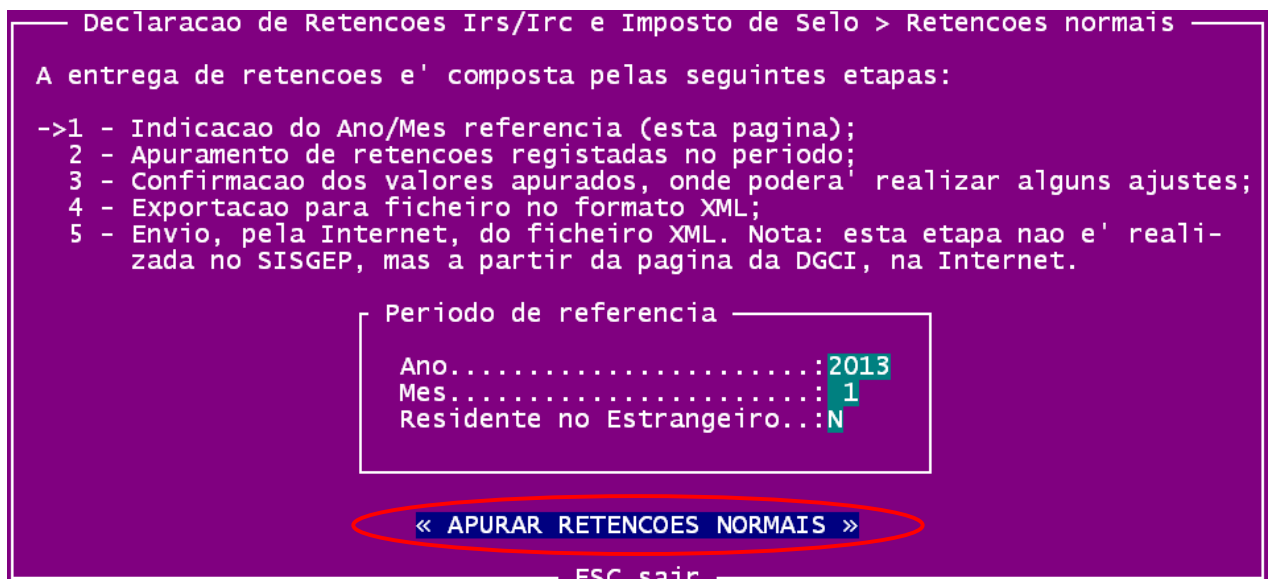 Declaracao de Retencoes Irs/Irc e Imposto de Selo > Retencoes normais
A entrega de retencoes e' composta pelas seguintes etapas:
->1 - Indicacao do Ano/Mes referencia (esta pagina);
2 - Apuramento de retencoes registadas no periodo;
3 - Confirmacao dos valores apurados, onde podera' realizar alguns ajustes;
4 - Exportacao para ficheiro no formato XML;
5 - Envio, pela Internet, do ficheiro XML. Nota: esta etapa nao e' reali-
zada no SISGEP, mas a partir da pagina da DGCI, na Internet.
Periodo de referencia
Ano.......................:2013
Mes.......................: 1
Residente no Estrangeiro..:N
« APURAR RETENCOES NORMAIS »
ESC sair